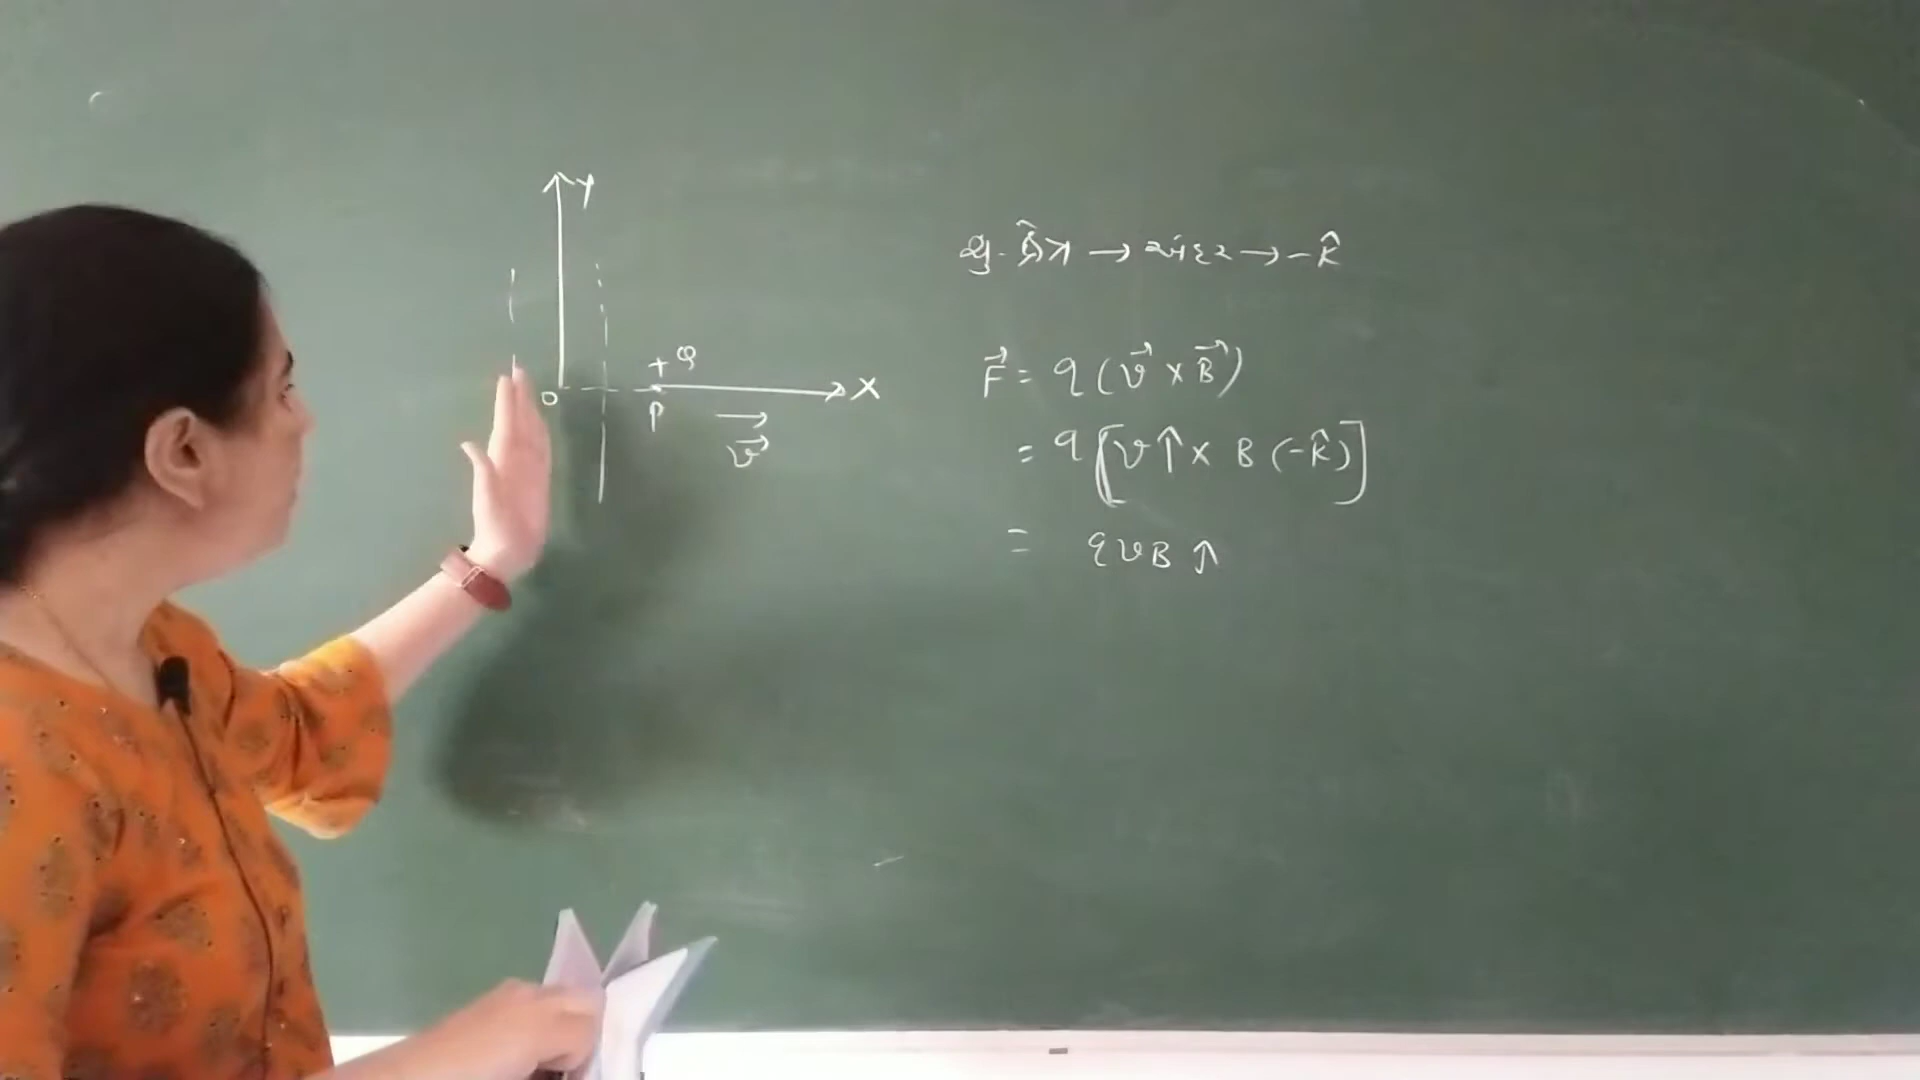 Y
+ Q
O
P
X
v⃗
ચુ. ક્ષેત્ર → અંદર → -k̂
F⃗ = q (v⃗ × B⃗)
= q [v ↑ × B (-k̂)]
= qvB ↑